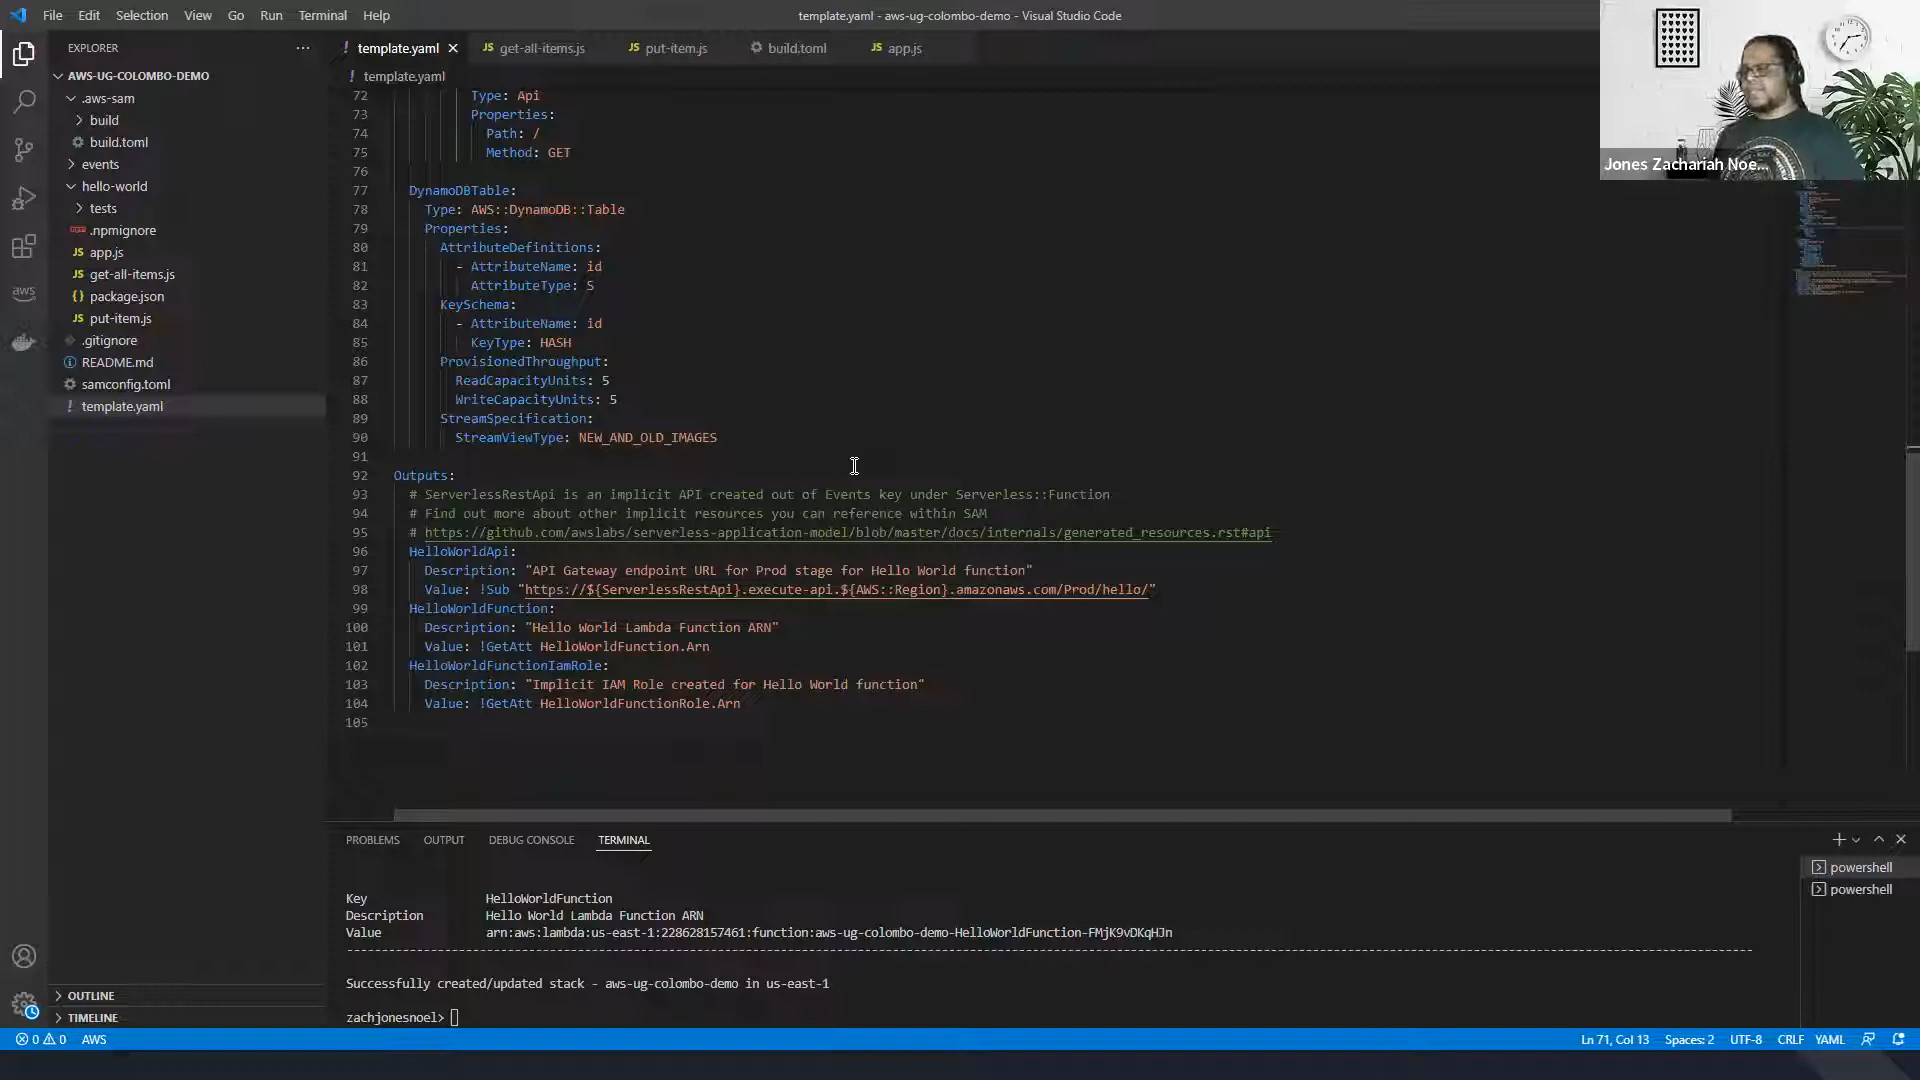 File Edit Selection View Go Run Terminal Help
template.yaml - aws-ug-colombo-demo - Visual Studio Code
EXPLORER
AWS-UG-COLOMBO-DEMO
.aws-sam
build
build.toml
events
hello-world
tests
.npmignore
app.js
get-all-items.js
package.json
put-item.js
.gitignore
README.md
samconfig.toml
template.yaml
OUTLINE
TIMELINE
template.yaml get-all-items.js put-item.js build.toml app.js
template.yaml
72 Type: Api
73 Properties:
74 Path: /
75 Method: GET
76
77 DynamoDBTable:
78 Type: AWS::DynamoDB::Table
79 Properties:
80 AttributeDefinitions:
81 - AttributeName: id
82 AttributeType: S
83 KeySchema:
84 - AttributeName: id
85 KeyType: HASH
86 ProvisionedThroughput:
87 ReadCapacityUnits: 5
88 WriteCapacityUnits: 5
89 StreamSpecification:
90 StreamViewType: NEW_AND_OLD_IMAGES
91
92 Outputs:
93 # ServerlessRestApi is an implicit API created out of Events key under Serverless::Function
94 # Find out more about other implicit resources you can reference within SAM
95 # https://github.com/awslabs/serverless-application-model/blob/master/docs/internals/generated_resources.rst#api
96 HelloWorldApi:
97 Description: "API Gateway endpoint URL for Prod stage for Hello World function"
98 Value: !Sub "https://${ServerlessRestApi}.execute-api.${AWS::Region}.amazonaws.com/Prod/hello/"
99 HelloWorldFunction:
100 Description: "Hello World Lambda Function ARN"
101 Value: !GetAtt HelloWorldFunction.Arn
102 HelloWorldFunctionIamRole:
103 Description: "Implicit IAM Role created for Hello World function"
104 Value: !GetAtt HelloWorldFunctionRole.Arn
105
Jones Zachariah Noe...
PROBLEMS OUTPUT DEBUG CONSOLE TERMINAL
Key HelloWorldFunction
Description Hello World Lambda Function ARN
Value arn:aws:lambda:us-east-1:228628157461:function:aws-ug-colombo-demo-HelloWorldFunction-FMjK9vDKqHJn
Successfully created/updated stack - aws-ug-colombo-demo in us-east-1
zachjonesnoel>
powershell
powershell
0 0 AWS
Ln 71, Col 13 Spaces: 2 UTF-8 CRLF YAML